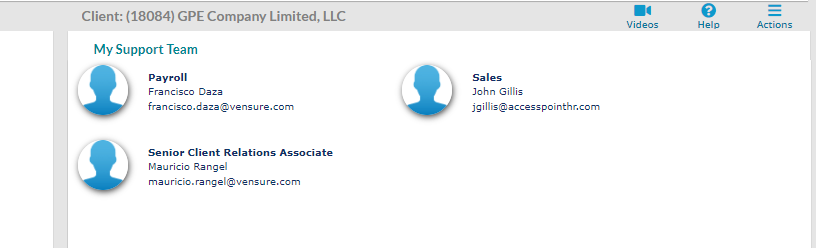 Client: (18084) GPE Company Limited, LLC
Videos
Help
Actions
My Support Team
Payroll
Francisco Daza
francisco.daza@vensure.com
Sales
John Gillis
jgillis@accesspointhr.com
Senior Client Relations Associate
Mauricio Rangel
mauricio.rangel@vensure.com